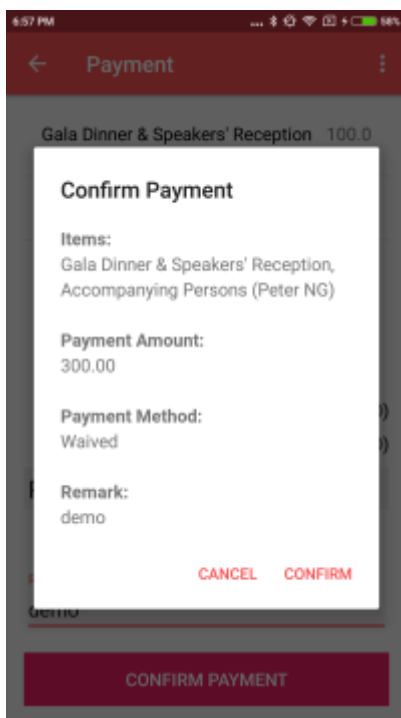 6:57 PM ... 58%
Payment
Gala Dinner & Speakers' Reception 100.0
Confirm Payment
Items:
Gala Dinner & Speakers' Reception,
Accompanying Persons (Peter NG)
Payment Amount:
300.00
Payment Method:
Waived
Remark:
demo
CANCEL CONFIRM
demo
CONFIRM PAYMENT